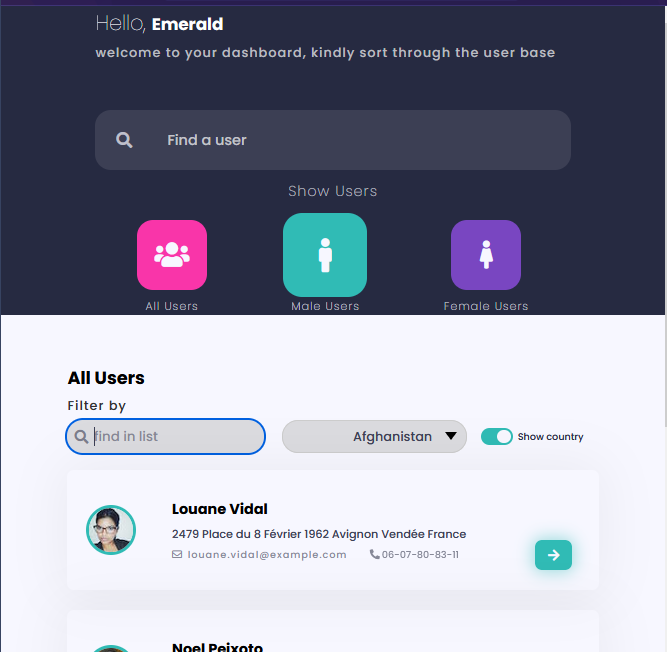 Hello, Emerald
welcome to your dashboard, kindly sort through the user base
Find a user
Show Users
All Users
Male Users
Female Users
All Users
Filter by
find in list
Afghanistan
Show country
Louane Vidal
2479 Place du 8 Février 1962 Avignon Vendée France
louane.vidal@example.com 06-07-80-83-11
Noel Peixoto